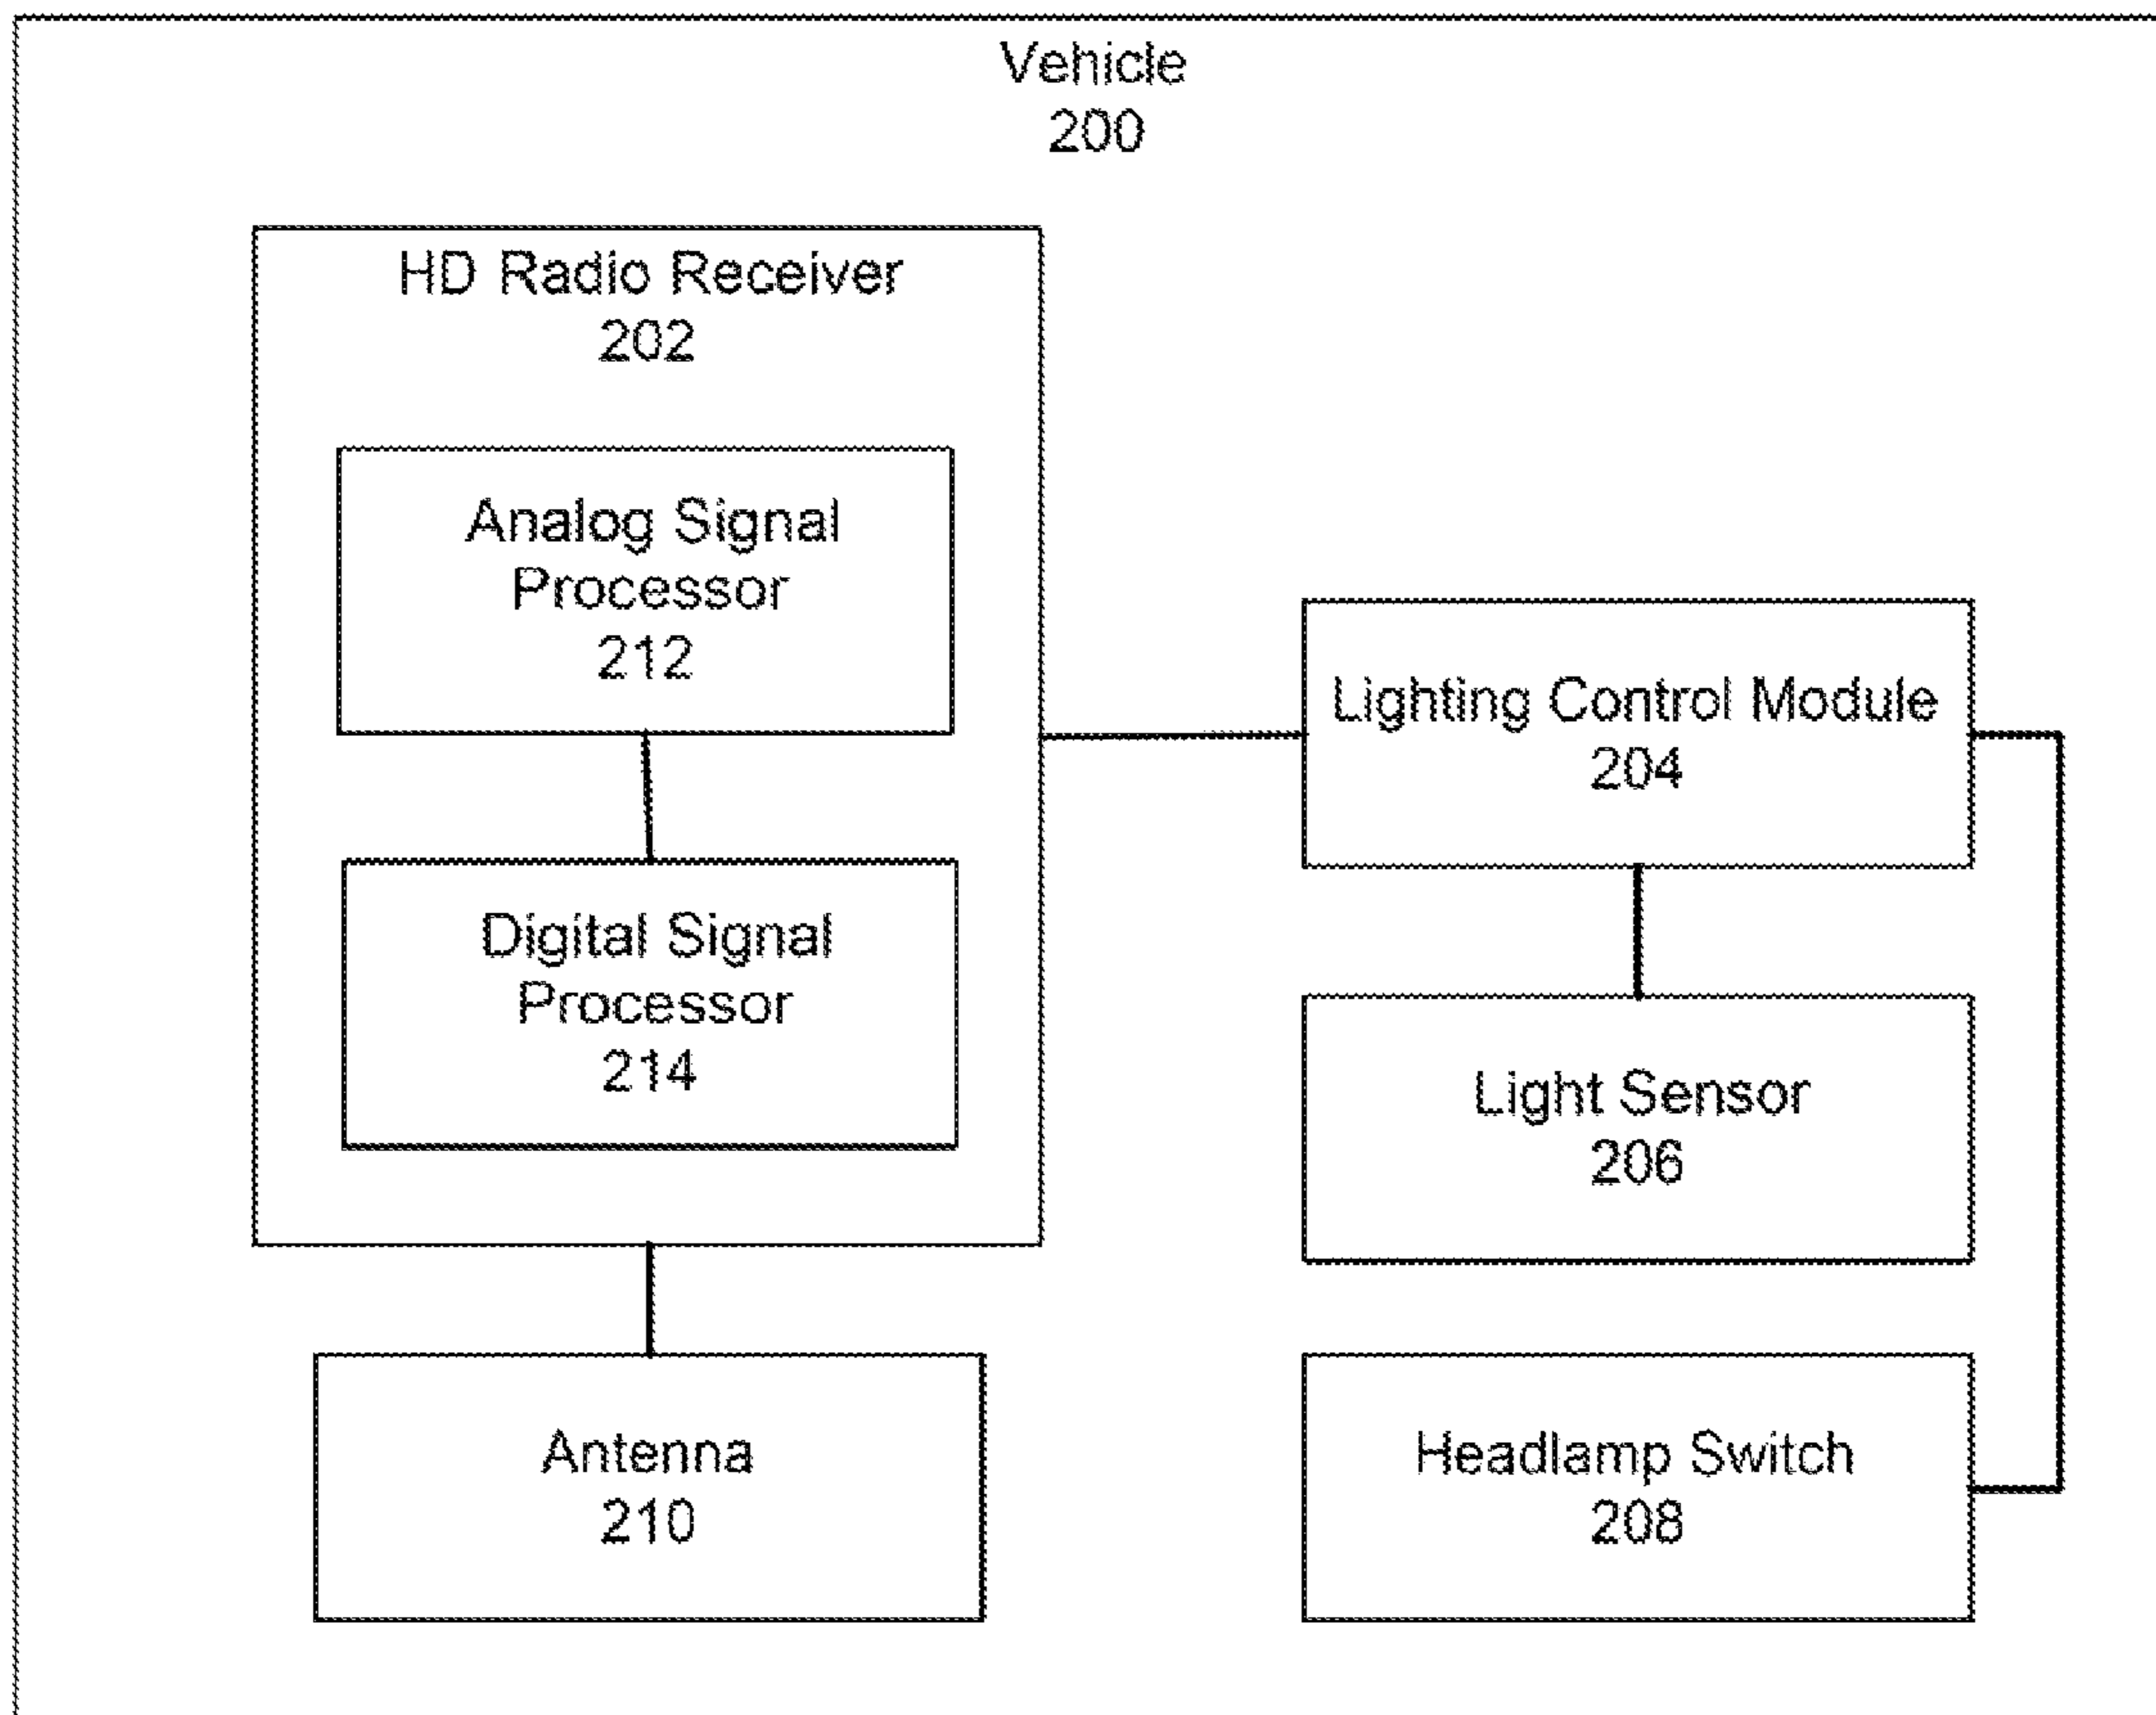 Vehicle
200
HD Radio Receiver
202
Analog Signal
Processor
212
Digital Signal
Processor
214
Antenna
210
Lighting Control Module
204
Light Sensor
206
Headlamp Switch
208